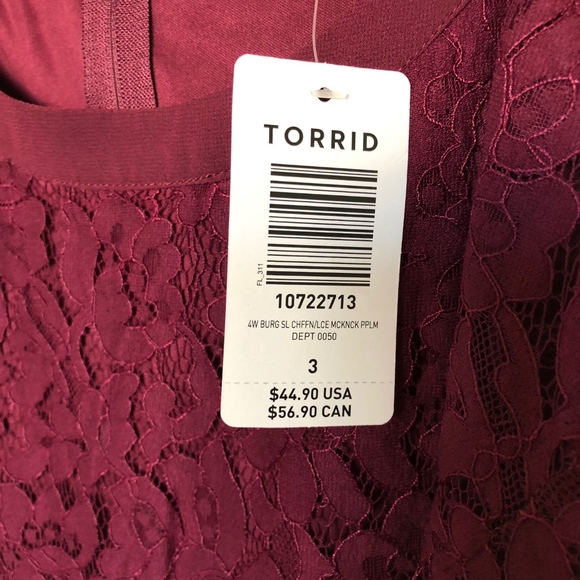 TORRID
FL_311
10722713
4W BURG SL CHFFN/LCE MCKNCK PPLM
DEPT 0050
3
$44.90 USA
$56.90 CAN